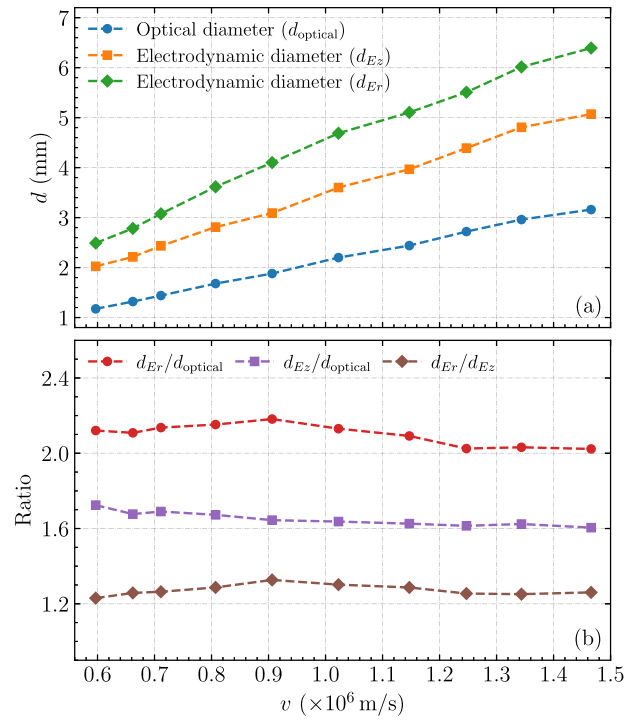 7
6
5
4
3
2
1
d (mm)
Optical diameter (d_optical)
Electrodynamic diameter (d_Ez)
Electrodynamic diameter (d_Er)
(a)
d_Er/d_optical d_Ez/d_optical d_Er/d_Ez
2.4
2.0
1.6
1.2
Ratio
(b)
0.6 0.7 0.8 0.9 1.0 1.1 1.2 1.3 1.4 1.5
v (×10⁶ m/s)